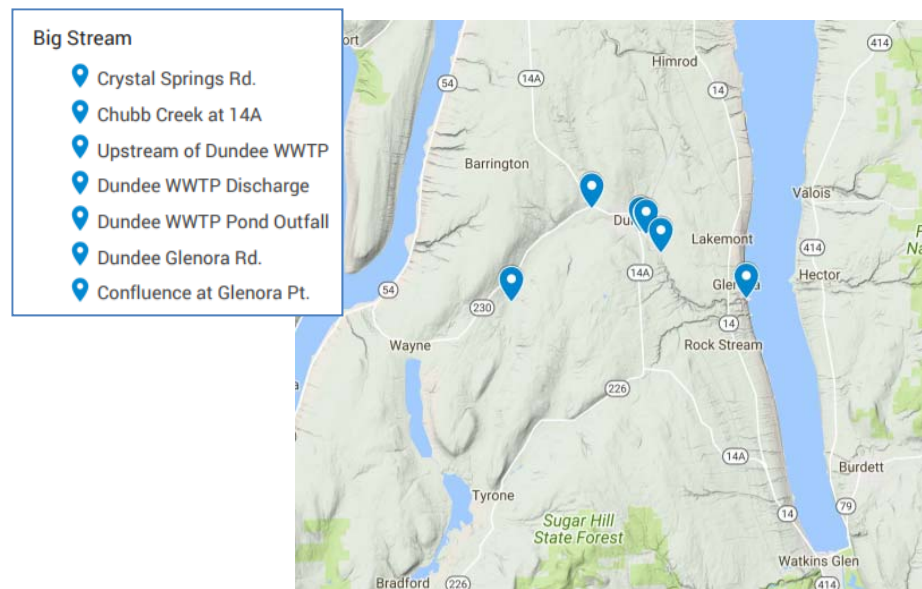 Big Stream
Crystal Springs Rd.
Chubb Creek at 14A
Upstream of Dundee WWTP
Dundee WWTP Discharge
Dundee WWTP Pond Outfall
Dundee Glenora Rd.
Confluence at Glenora Pt.
ort
414
Himrod
54
14A
14
Barrington
Valois
Du
Lakemont
414
14A
Hector
Glen
54
230
14
Wayne
Rock Stream
226
14A
Burdett
Tyrone
14
79
Sugar Hill
State Forest
Watkins Glen
Bradford
226
414